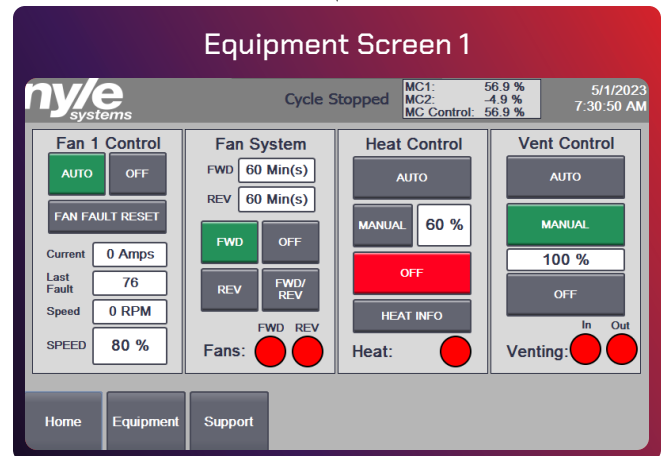 Equipment Screen 1
nyle
systems
Cycle Stopped
MC1: 56.9 %
MC2: -4.9 %
MC Control: 56.9 %
5/1/2023
7:30:50 AM
Fan 1 Control
AUTO OFF
FAN FAULT RESET
Current 0 Amps
Last
Fault 76
Speed 0 RPM
SPEED 80 %
Fan System
FWD 60 Min(s)
REV 60 Min(s)
FWD OFF
REV FWD/
REV
FWD REV
Fans:
Heat Control
AUTO
MANUAL 60 %
OFF
HEAT INFO
Heat:
Vent Control
AUTO
MANUAL
100 %
OFF
In Out
Venting:
Home Equipment Support